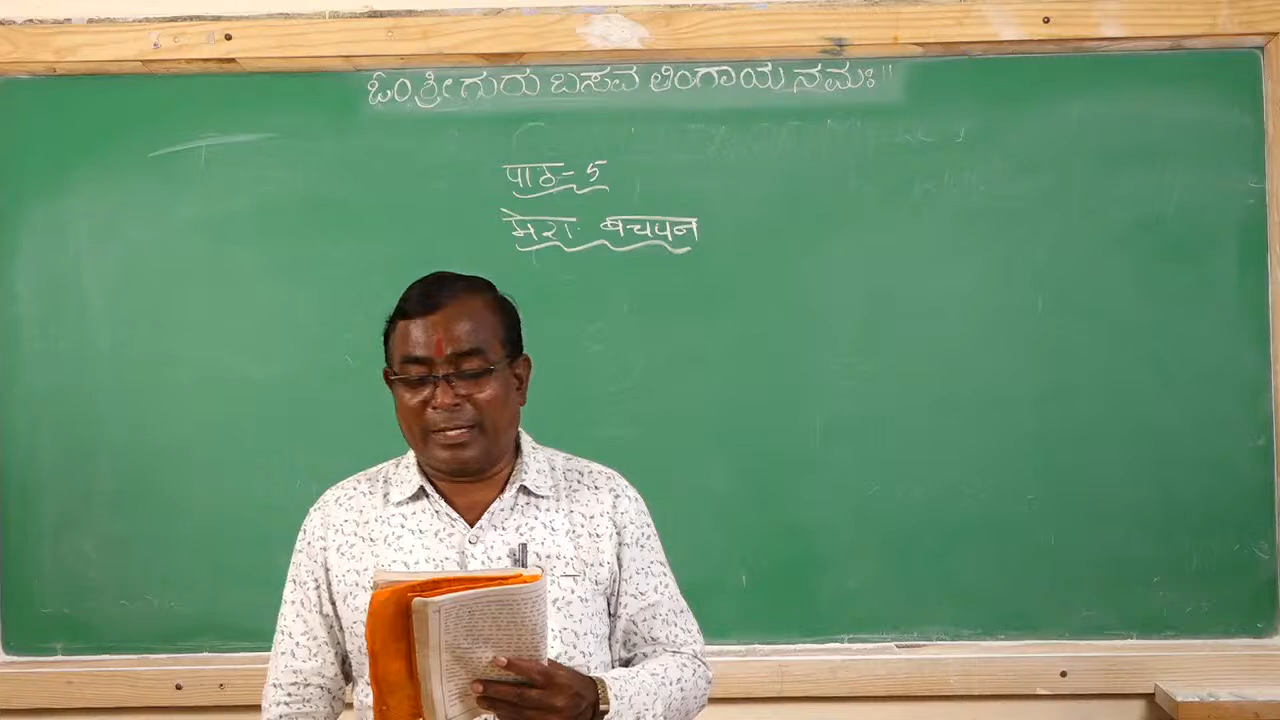 ಓಂ ಶ್ರೀ ಗುರು ಬಸವ ಲಿಂಗಾಯ ನಮಃ"
पाठ-5
मेरा बचपन